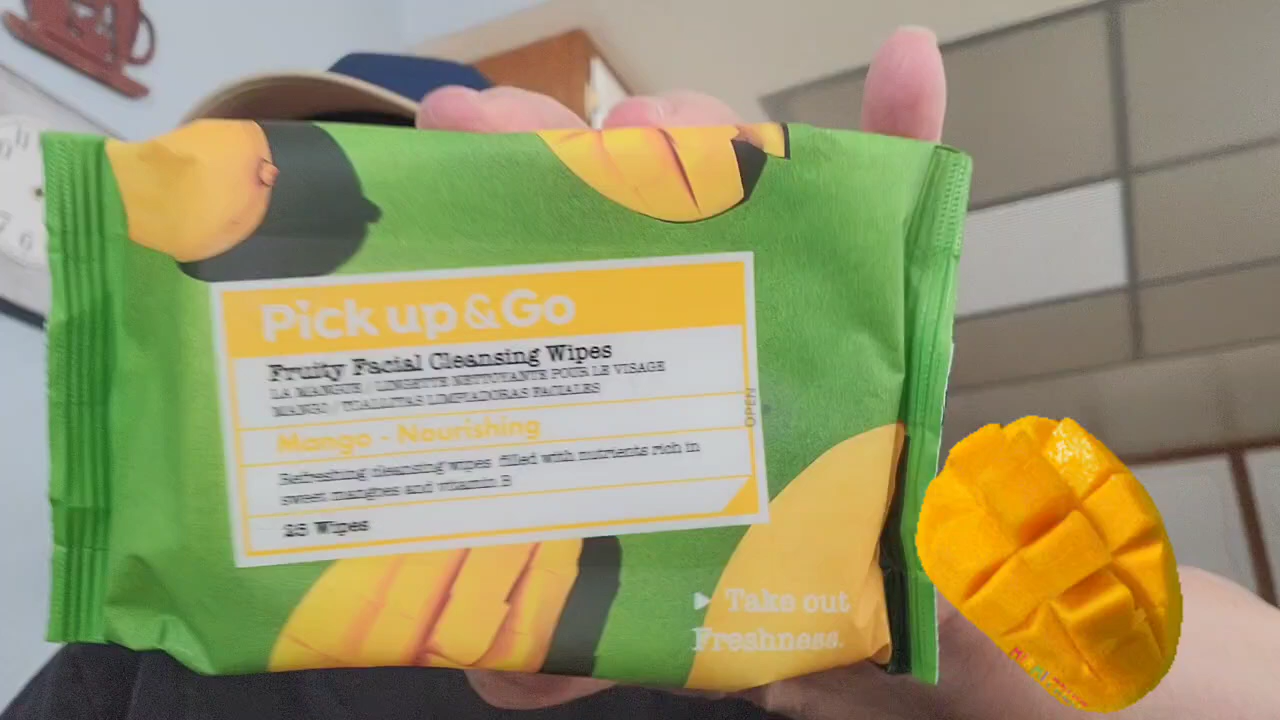 Pick up & Go
Fruity Facial Cleansing Wipes
LA MANGUE / LINGETTE NETTOYANTE POUR LE VISAGE
MANGO / TOALLITAS LIMPIADORAS FACIALES
Mango - Nourishing
Refreshing cleansing wipes filled with nutrients rich in
sweet mangoes and vitamin B
25 Wipes
OPEN
Take out
Freshness.